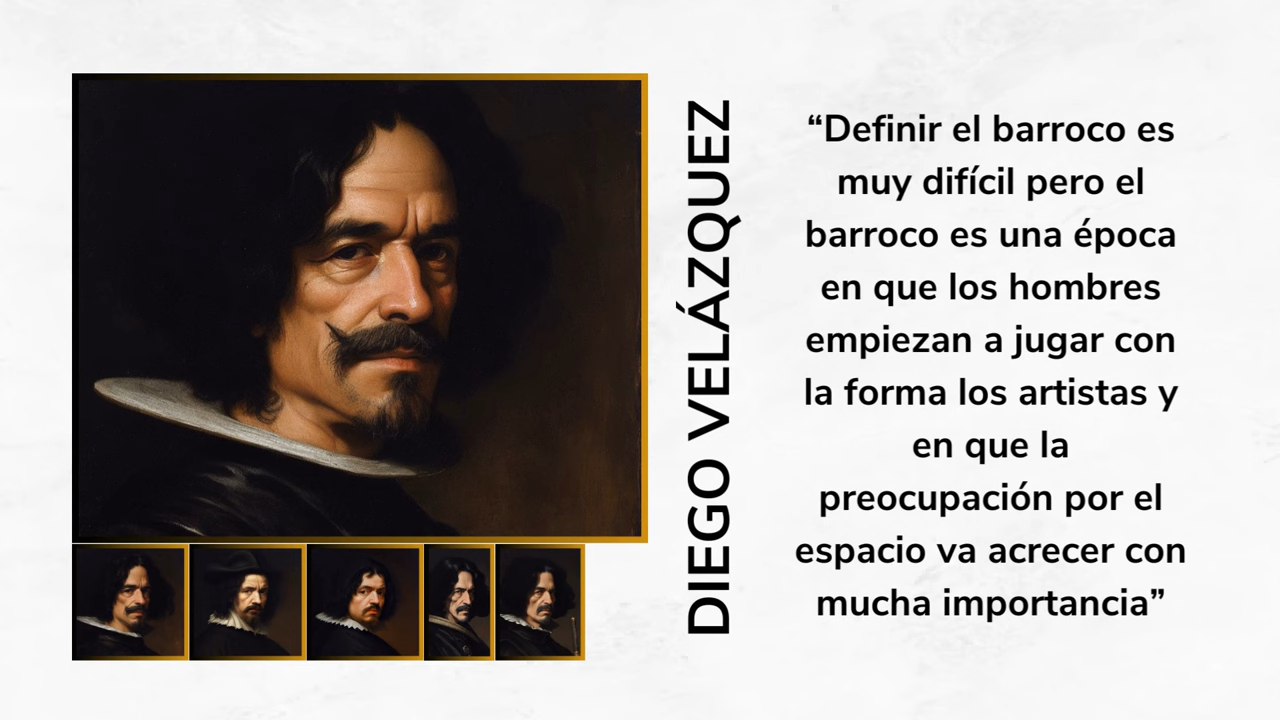 DIEGO VELÁZQUEZ
“Definir el barroco es
muy difícil pero el
barroco es una época
en que los hombres
empiezan a jugar con
la forma los artistas y
en que la
preocupación por el
espacio va acrecer con
mucha importancia”